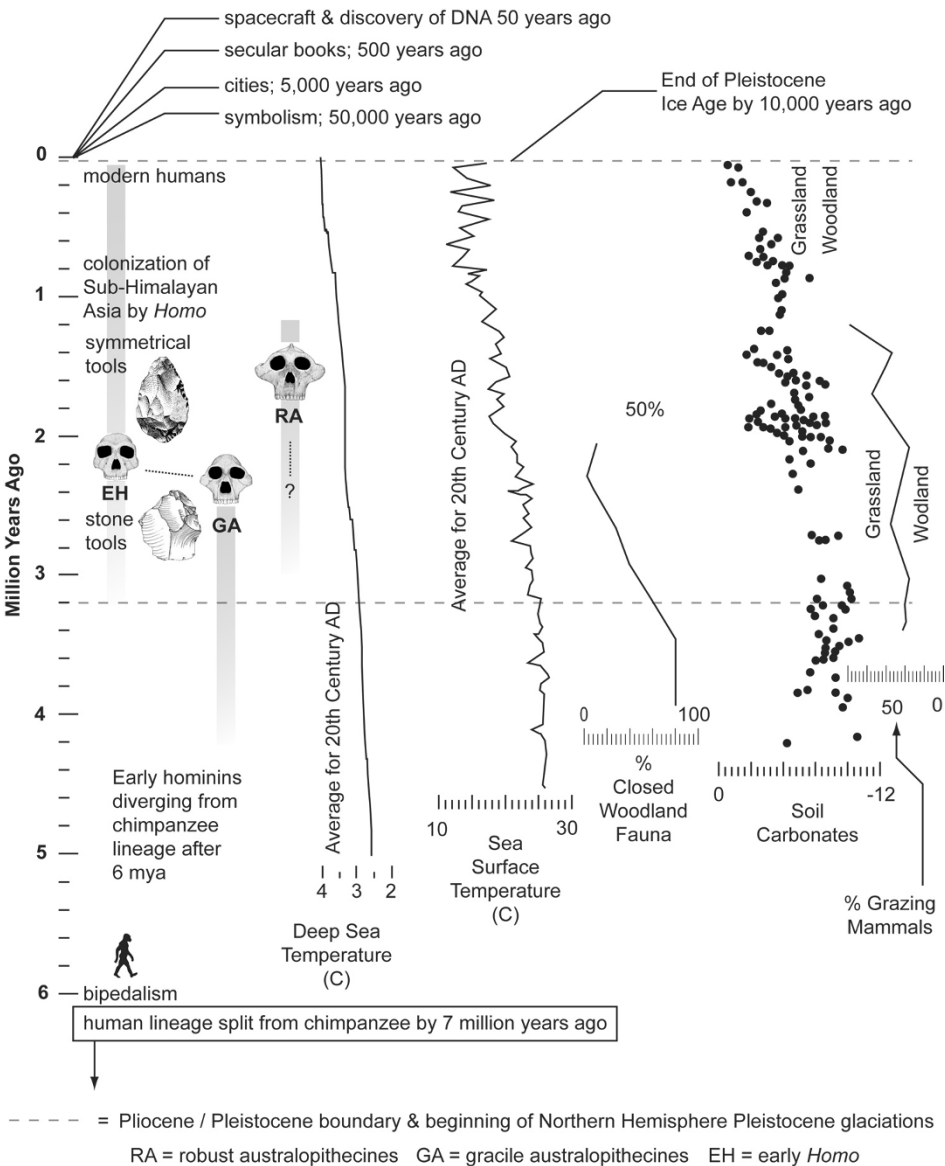 spacecraft & discovery of DNA 50 years ago
secular books; 500 years ago
cities; 5,000 years ago
symbolism; 50,000 years ago
End of Pleistocene
Ice Age by 10,000 years ago
0
modern humans
colonization of
Sub-Himalayan
Asia by Homo
1
symmetrical
tools
RA
2
EH
?
GA
stone
tools
3
4
Early hominins
diverging from
chimpanzee
lineage after
6 mya
5
6
bipedalism
Million Years Ago
human lineage split from chimpanzee by 7 million years ago
Average for 20th Century AD
4 3 2
Deep Sea
Temperature
(C)
Average for 20th Century AD
10 30
Sea
Surface
Temperature
(C)
50%
0 100
%
Closed
Woodland
Fauna
Grassland
Woodland
0 -12
Soil
Carbonates
Grassland
Wodland
50 0
% Grazing
Mammals
= Pliocene / Pleistocene boundary & beginning of Northern Hemisphere Pleistocene glaciations
RA = robust australopithecines GA = gracile australopithecines EH = early Homo